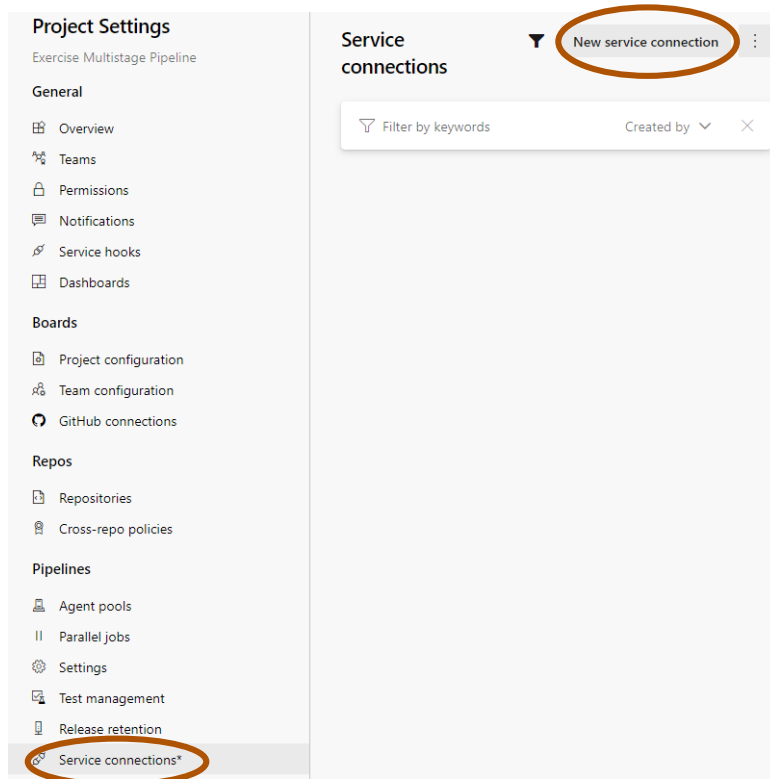 Project Settings
Exercise Multistage Pipeline
General
Overview
Teams
Permissions
Notifications
Service hooks
Dashboards
Boards
Project configuration
Team configuration
GitHub connections
Repos
Repositories
Cross-repo policies
Pipelines
Agent pools
Parallel jobs
Settings
Test management
Release retention
Service connections*
Service
connections
New service connection
Filter by keywords
Created by